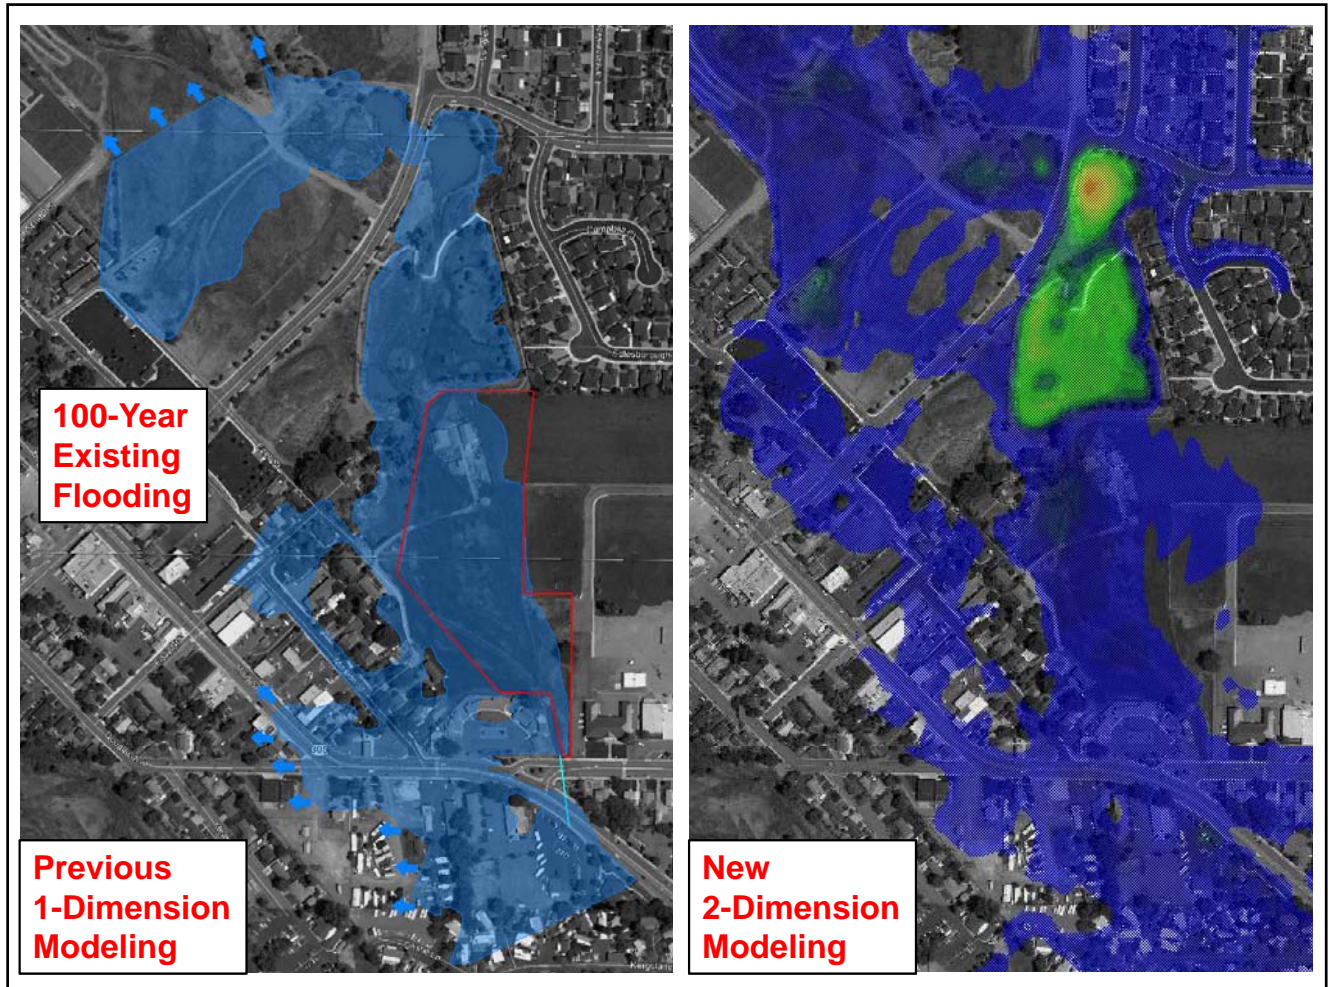 100-Year
Existing
Flooding
Previous
1-Dimension
Modeling
New
2-Dimension
Modeling